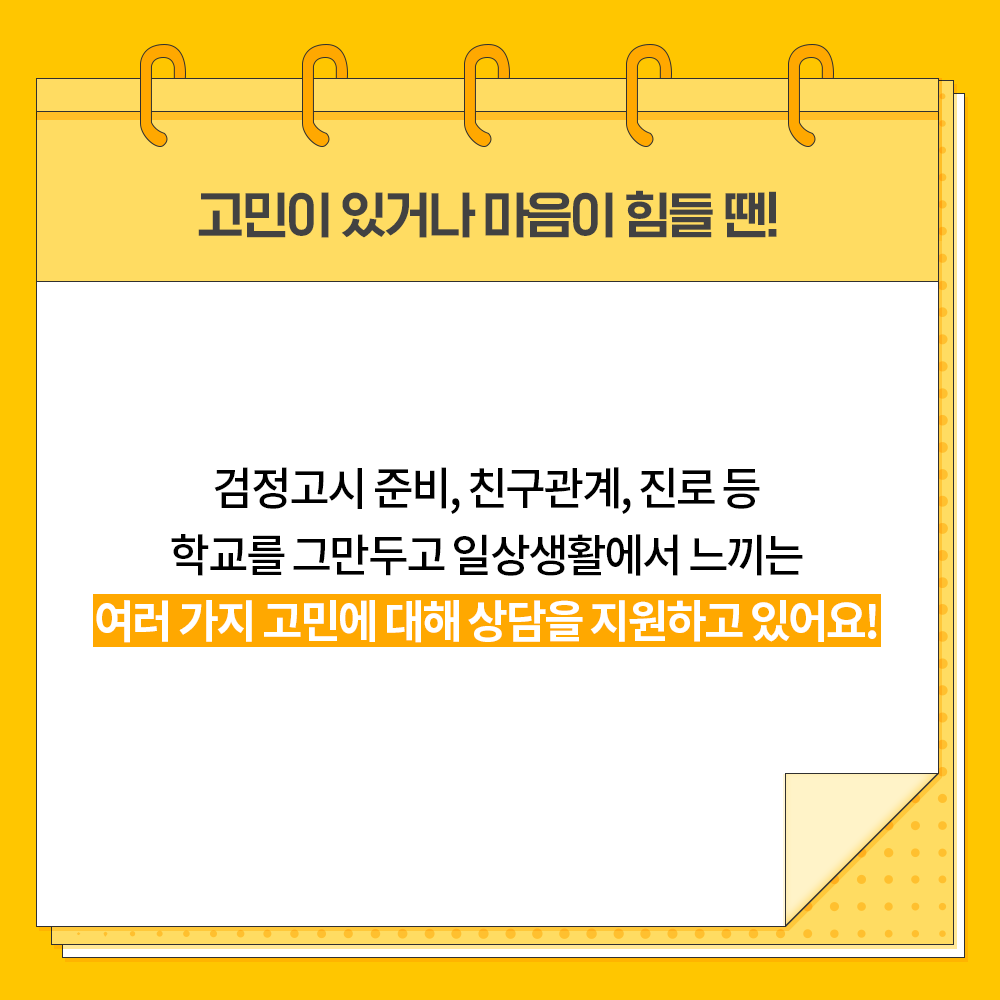 고민이 있거나 마음이 힘들 땐!
검정고시 준비, 친구관계, 진로 등
학교를 그만두고 일상생활에서 느끼는
여러 가지 고민에 대해 상담을 지원하고 있어요!